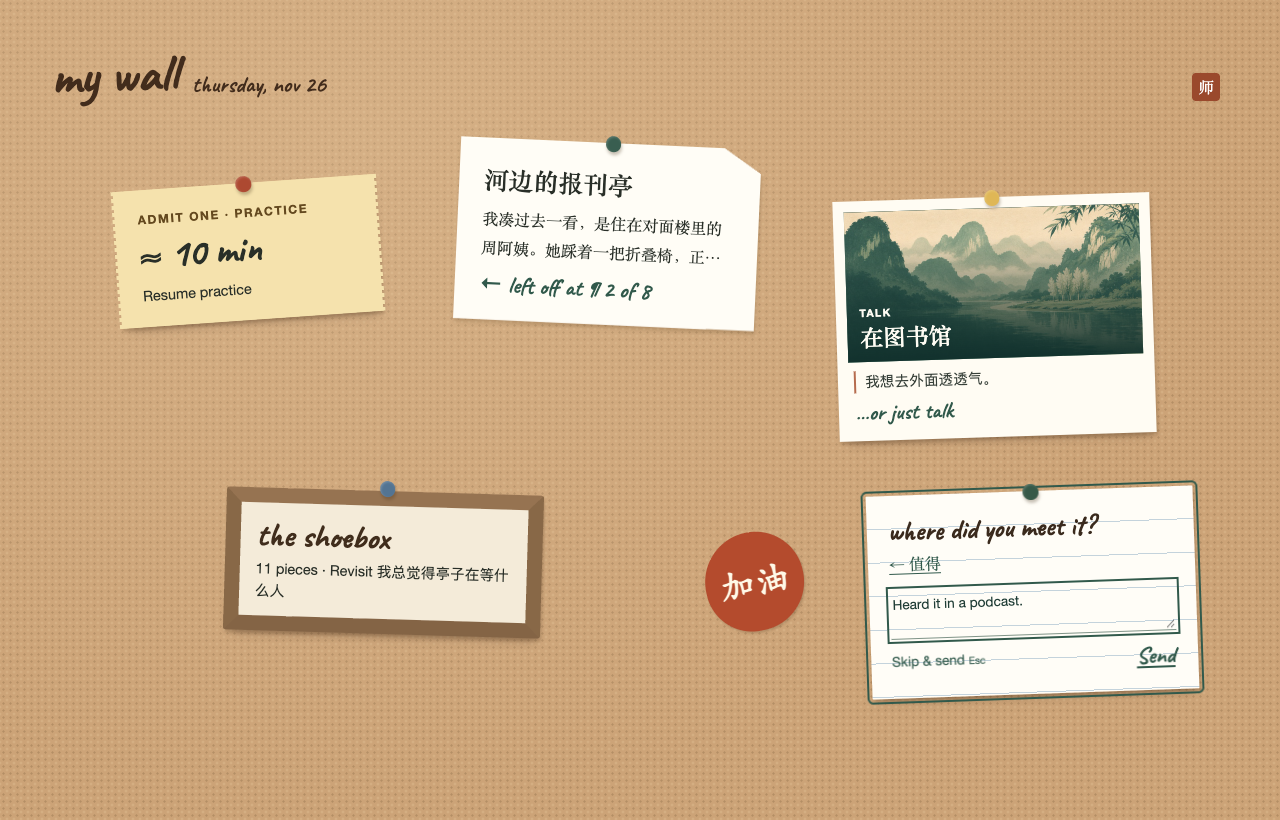 my wall thursday, nov 26
师
ADMIT ONE · PRACTICE
≈ 10 min
Resume practice
河边的报刊亭
我凑过去一看，是住在对面楼里的
周阿姨。她踩着一把折叠椅，正…
← left off at ¶ 2 of 8
TALK
在图书馆
我想去外面透透气。
...or just talk
the shoebox
11 pieces · Revisit 我总觉得亭子在等什
么人
加油
where did you meet it?
← 值得
Heard it in a podcast.
Skip & send Esc
Send